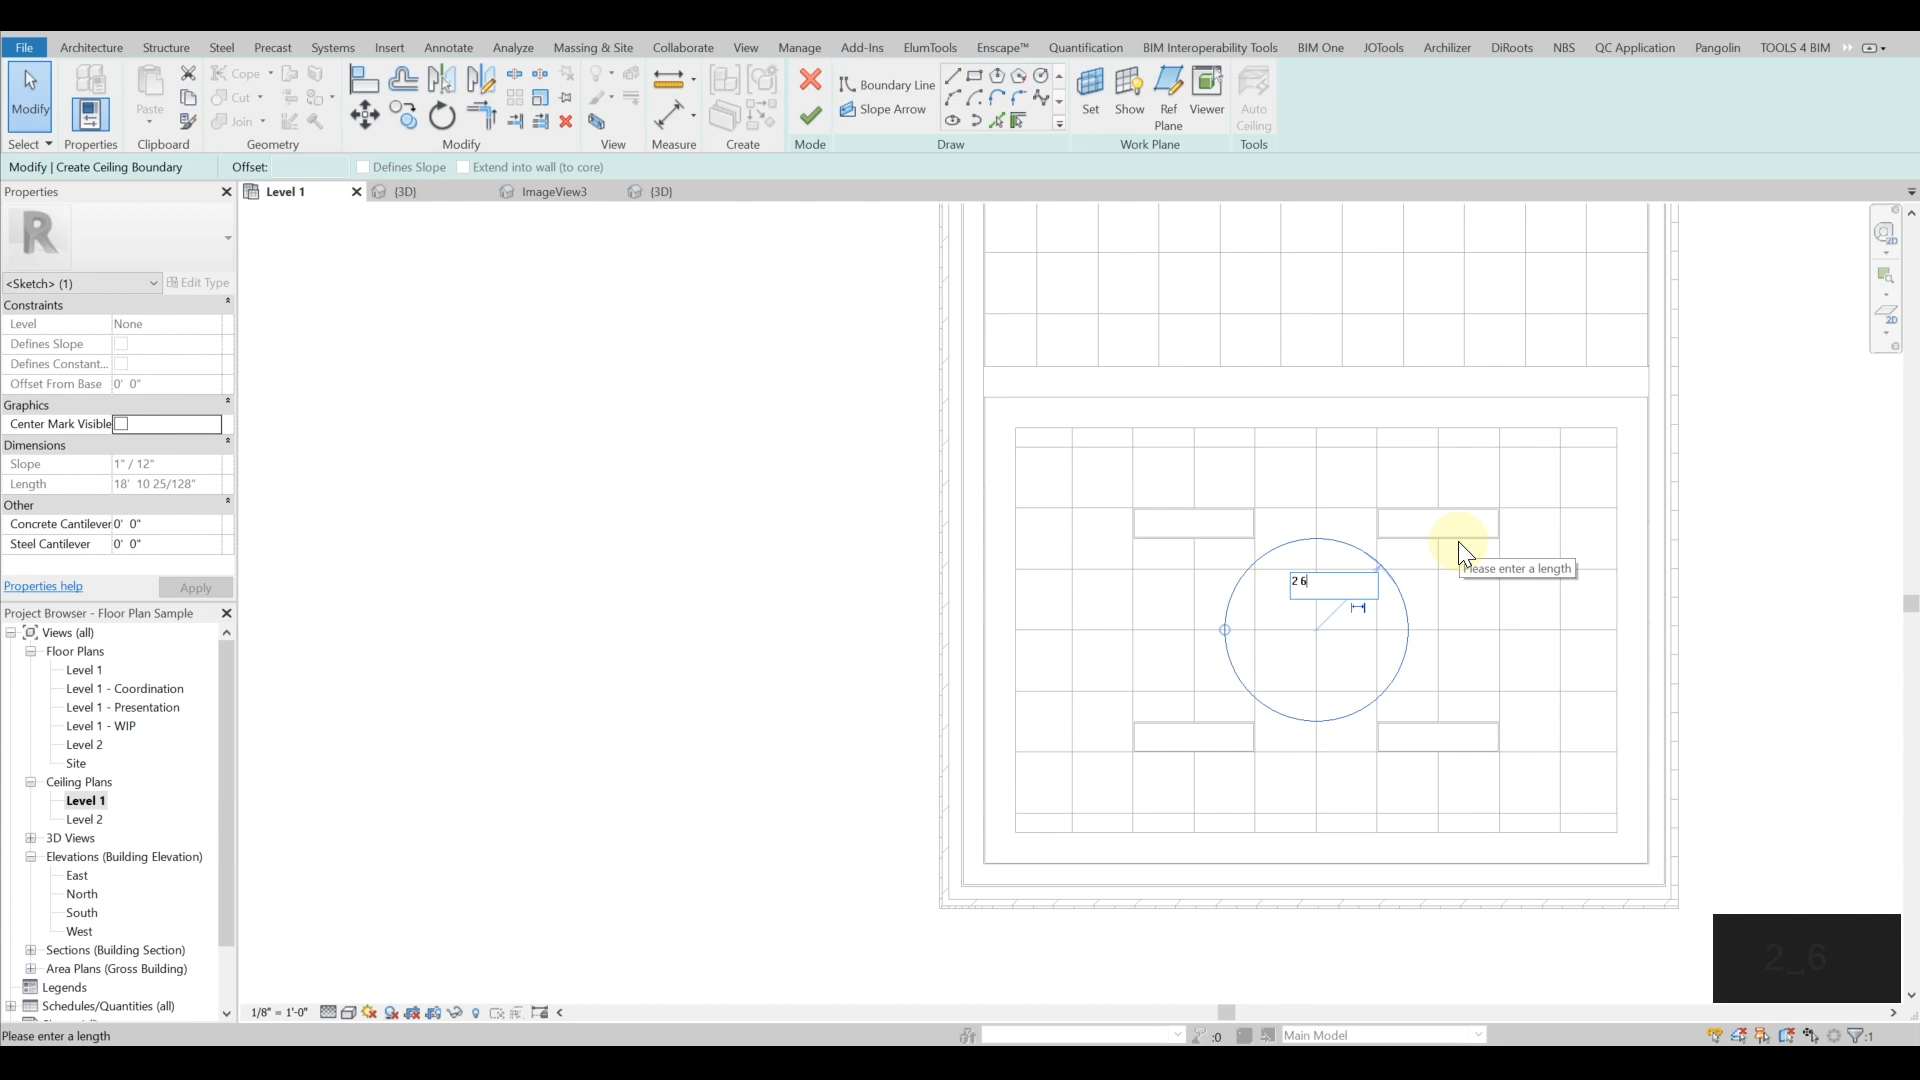 File Architecture Structure Steel Precast Systems Insert Annotate Analyze Massing & Site Collaborate View Manage Add-Ins ElumTools Enscape™ Quantification BIM Interoperability Tools BIM One JOTools Archilizer DiRoots NBS QC Application Pangolin TOOLS 4 BIM
Modify
Paste
Cope
Cut
Join
Boundary Line
Slope Arrow
Set Show Ref Plane Viewer
Auto Ceiling
Select Properties Clipboard Geometry Modify View Measure Create Mode Draw Work Plane Tools
Modify | Create Ceiling Boundary Offset: Defines Slope Extend into wall (to core)
Properties
Level 1 {3D} ImageView3 {3D}
R
<Sketch> (1) Edit Type
Constraints
Level None
Defines Slope
Defines Constant...
Offset From Base 0' 0"
Graphics
Center Mark Visible
Dimensions
Slope 1" / 12"
Length 18' 10 25/128"
Other
Concrete Cantilever 0' 0"
Steel Cantilever 0' 0"
Properties help Apply
Project Browser - Floor Plan Sample
Views (all)
Floor Plans
Level 1
Level 1 - Coordination
Level 1 - Presentation
Level 1 - WIP
Level 2
Site
Ceiling Plans
Level 1
Level 2
3D Views
Elevations (Building Elevation)
East
North
South
West
Sections (Building Section)
Area Plans (Gross Building)
Legends
Schedules/Quantities (all)
2 6
Please enter a length
2D
2D
2_6
1/8" = 1'-0"
Please enter a length
:0 Main Model :1